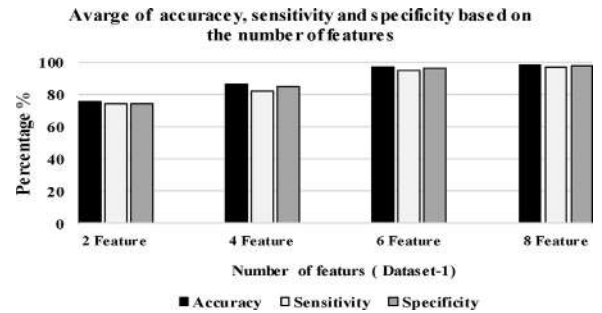 Avarge of accuracey, sensitivity and specificity based on
the number of features
100
80
60
40
20
0
Percentage %
2 Feature 4 Feature 6 Feature 8 Feature
Number of featurs ( Dataset-1)
Accuracy Sensitivity Specificity